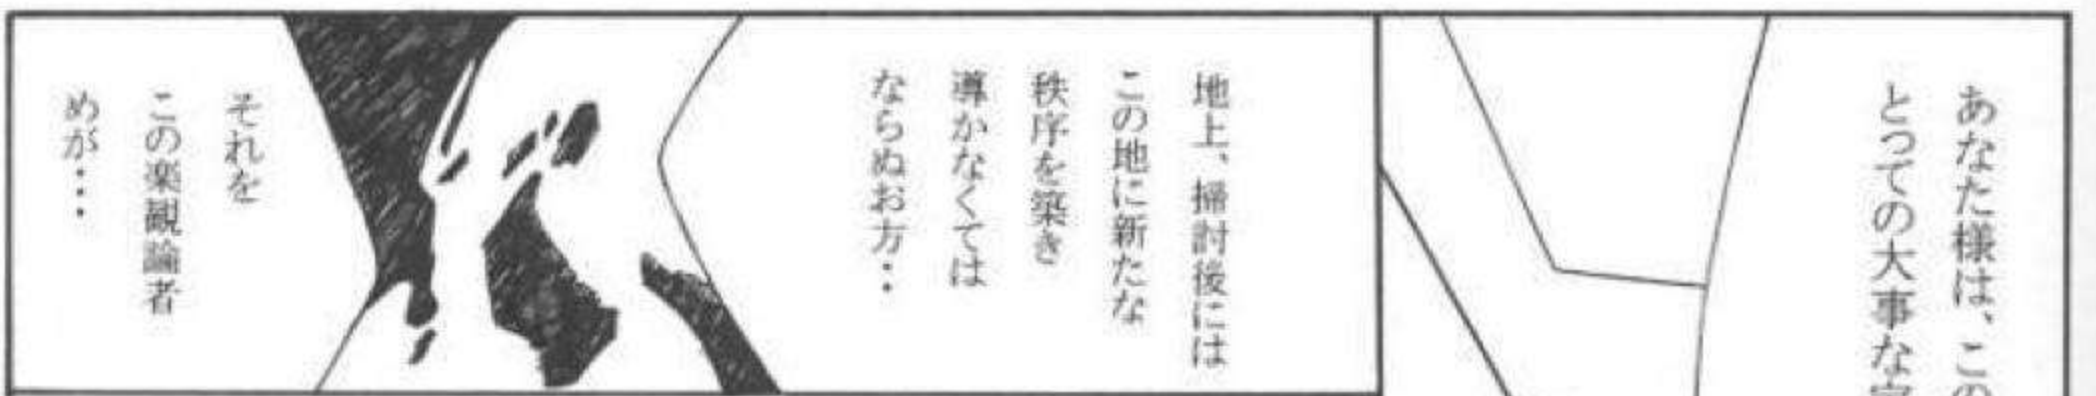 あなた様は、この
とっての大事な
地上、掃討後には
この地に新たな
秩序を築き
導かなくては
ならぬお方・・
それを
この楽観論者
めが・・・